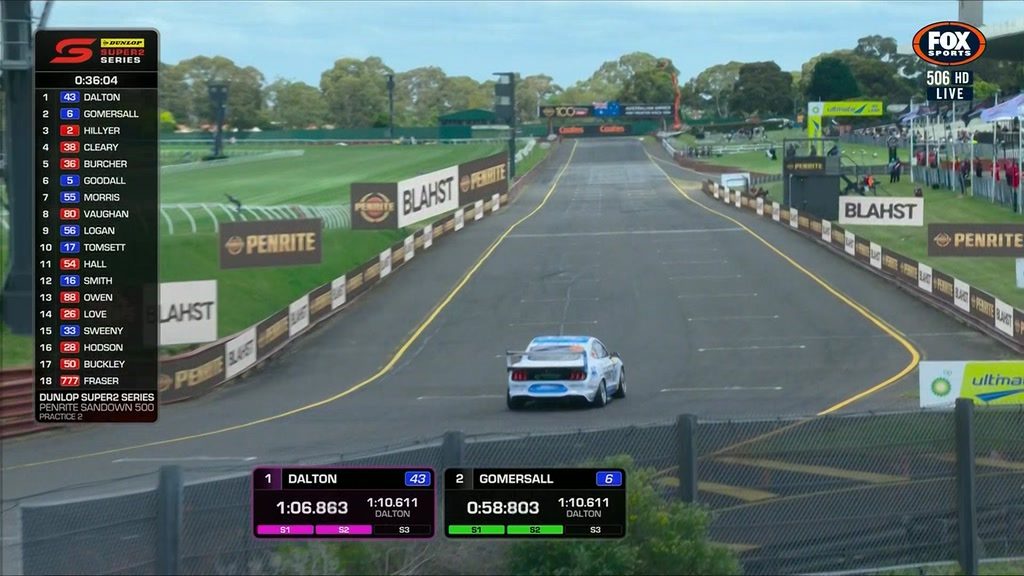 DUNLOP
SUPER2
SERIES
0:36:04
1 43 DALTON
2 6 GOMERSALL
3 2 HILLYER
4 38 CLEARY
5 36 BURCHER
6 5 GOODALL
7 55 MORRIS
8 80 VAUGHAN
9 56 LOGAN
10 17 TOMSETT
11 54 HALL
12 16 SMITH
13 88 OWEN
14 26 LOVE
15 33 SWEENY
16 28 HODSON
17 50 BUCKLEY
18 777 FRASER
DUNLOP SUPER2 SERIES
PENRITE SANDOWN 500
PRACTICE 2
FOX
SPORTS
506 HD
LIVE
100
ultimate
Coates Coates
PENRITE
BLAHST
PENRITE
PENRITE
BLAHST
PENRITE
BLAHST
PENRITE
BLAHST
PENRITE
BLAHST
BLAHST
bp ultima
1 DALTON 43
1:06.863 1:10.611
DALTON
S1 S2 S3
2 GOMERSALL 6
0:58:803 1:10.611
DALTON
S1 S2 S3